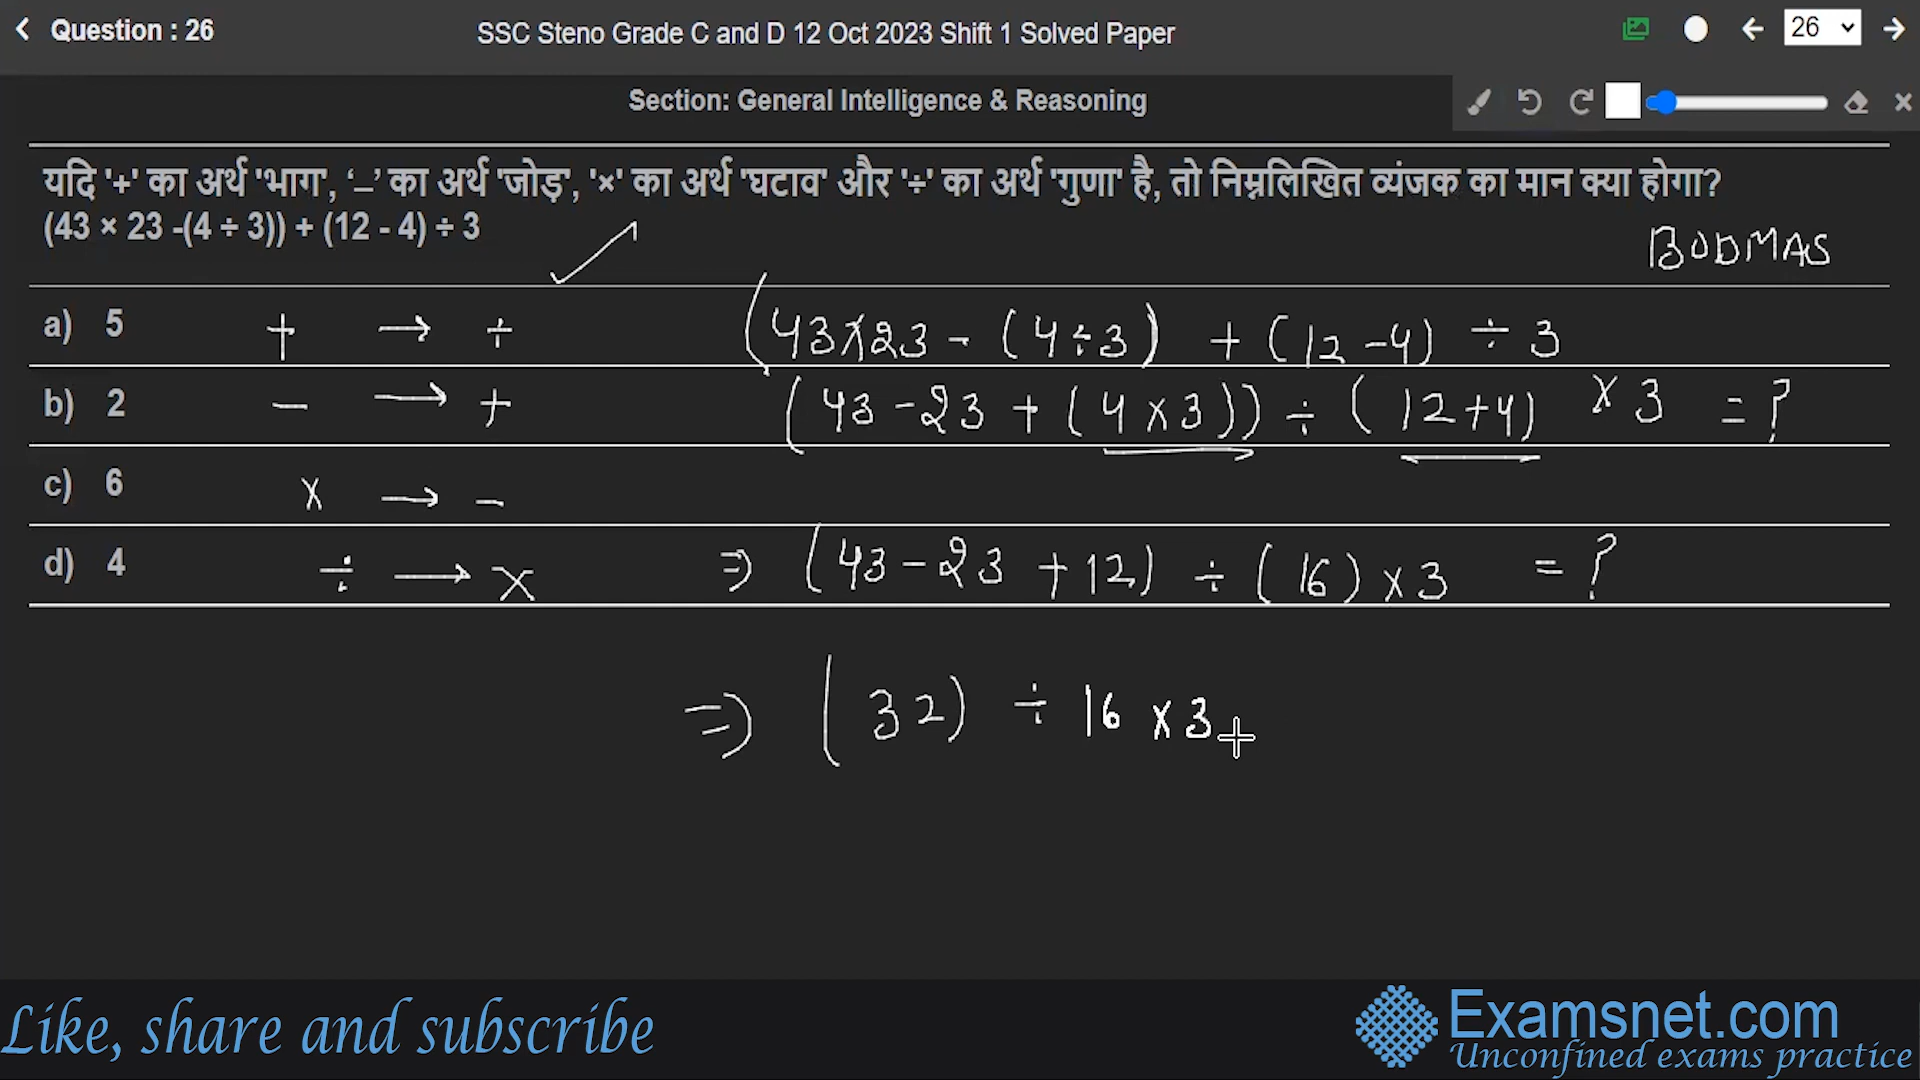 Question : 26
SSC Steno Grade C and D 12 Oct 2023 Shift 1 Solved Paper
26
Section: General Intelligence & Reasoning
यदि '+' का अर्थ 'भाग', ‘–’ का अर्थ 'जोड़', '×' का अर्थ 'घटाव' और '÷' का अर्थ 'गुणा' है, तो निम्नलिखित व्यंजक का मान क्या होगा?
(43 × 23 -(4 ÷ 3)) + (12 - 4) ÷ 3
BODMAS
a) 5
+ → ÷
(43×23 - (4÷3) + (12 -4) ÷ 3
b) 2
- → +
(43 - 23 + (4 × 3)) ÷ (12+4) × 3 = ?
c) 6
× → -
d) 4
÷ → ×
⇒ (43 - 23 + 12) ÷ (16) × 3 = ?
⇒ (32) ÷ 16 × 3
Like, share and subscribe
Examsnet.com
Unconfined exams practice